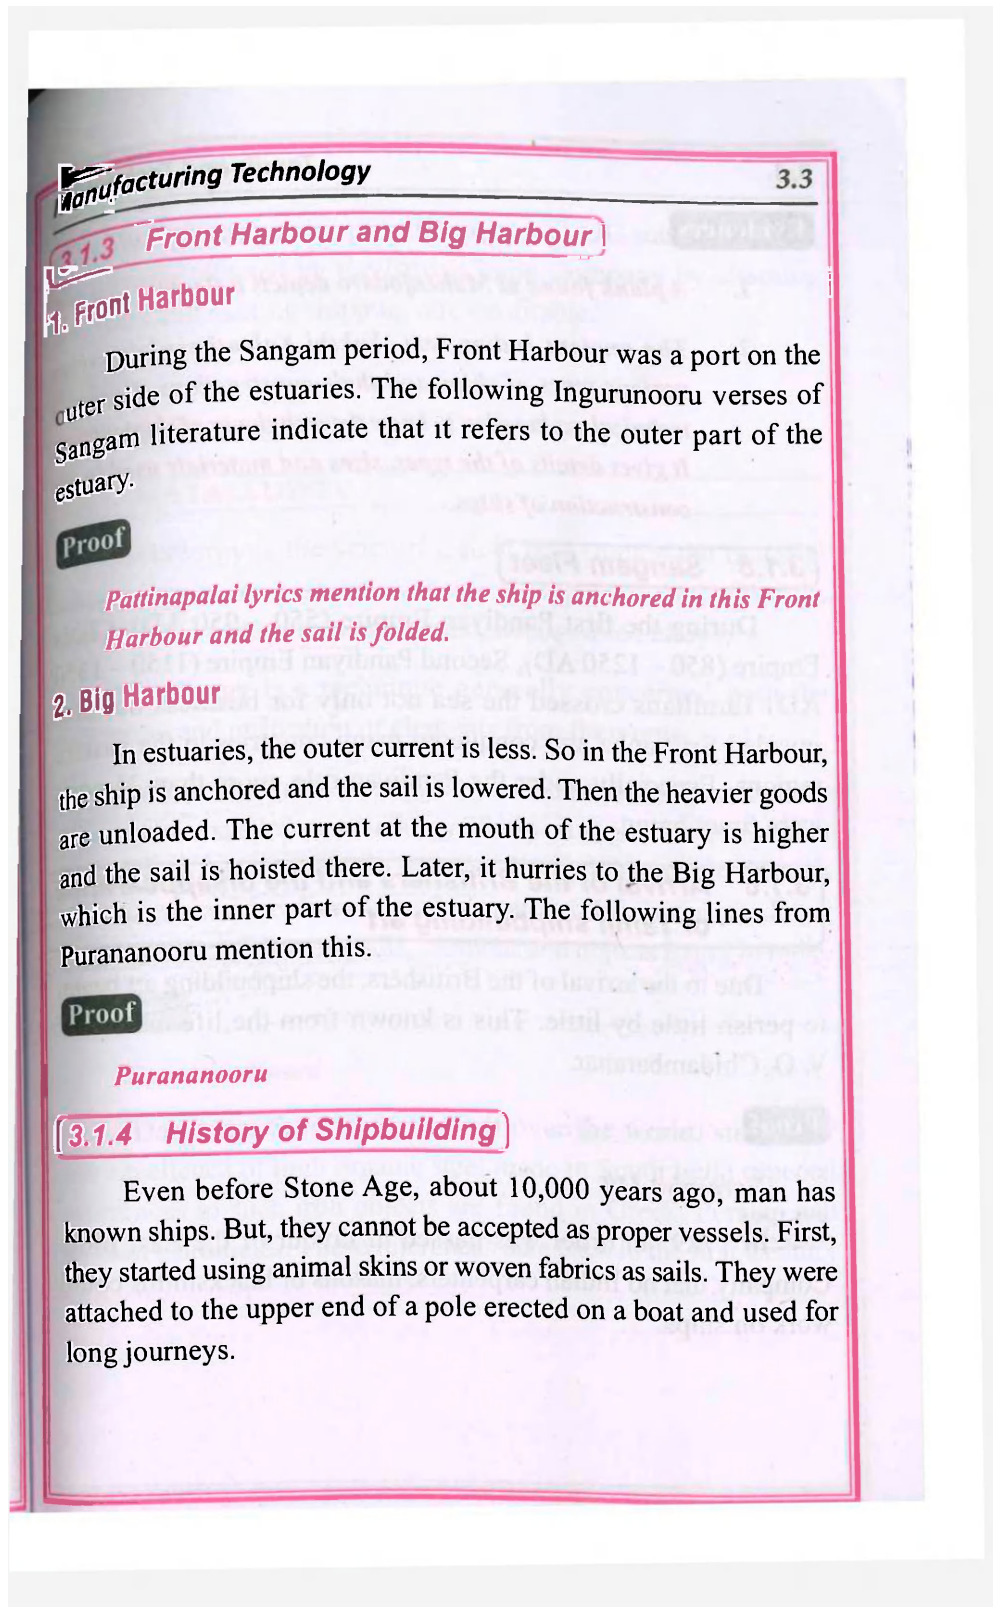 Manufacturing Technology
3.3
3.1.3 Front Harbour and Big Harbour
1. Front Harbour
During the Sangam period, Front Harbour was a port on the
outer side of the estuaries. The following Ingurunooru verses of
Sangam literature indicate that it refers to the outer part of the
estuary.
Proof
Pattinapalai lyrics mention that the ship is anchored in this Front
Harbour and the sail is folded.
2. Big Harbour
In estuaries, the outer current is less. So in the Front Harbour,
the ship is anchored and the sail is lowered. Then the heavier goods
are unloaded. The current at the mouth of the estuary is higher
and the sail is hoisted there. Later, it hurries to the Big Harbour,
which is the inner part of the estuary. The following lines from
Purananooru mention this.
Proof
Purananooru
3.1.4 History of Shipbuilding
Even before Stone Age, about 10,000 years ago, man has
known ships. But, they cannot be accepted as proper vessels. First,
they started using animal skins or woven fabrics as sails. They were
attached to the upper end of a pole erected on a boat and used for
long journeys.